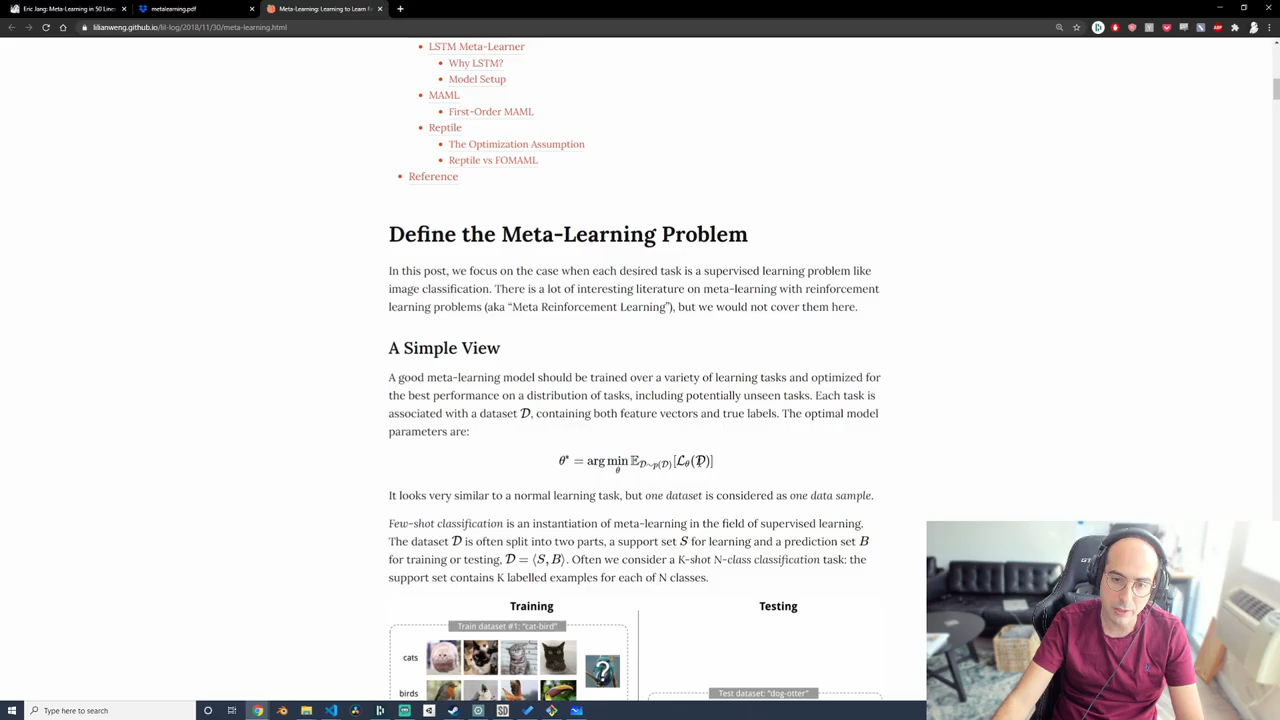 Eric Jang: Meta-Learning in 50 Lines
metalearning.pdf
Meta-Learning: Learning to Learn F
lilianweng.github.io/lil-log/2018/11/30/meta-learning.html
LSTM Meta-Learner
Why LSTM?
Model Setup
MAML
First-Order MAML
Reptile
The Optimization Assumption
Reptile vs FOMAML
Reference
Define the Meta-Learning Problem
In this post, we focus on the case when each desired task is a supervised learning problem like
image classification. There is a lot of interesting literature on meta-learning with reinforcement
learning problems (aka “Meta Reinforcement Learning”), but we would not cover them here.
A Simple View
A good meta-learning model should be trained over a variety of learning tasks and optimized for
the best performance on a distribution of tasks, including potentially unseen tasks. Each task is
associated with a dataset 𝒟, containing both feature vectors and true labels. The optimal model
parameters are:
θ* = arg min_θ 𝔼_{𝒟∼p(𝒟)}[ℒ_θ(𝒟)]
It looks very similar to a normal learning task, but one dataset is considered as one data sample.
Few-shot classification is an instantiation of meta-learning in the field of supervised learning.
The dataset 𝒟 is often split into two parts, a support set S for learning and a prediction set B
for training or testing, 𝒟 = ⟨S, B⟩. Often we consider a K-shot N-class classification task: the
support set contains K labelled examples for each of N classes.
Training Testing
Train dataset #1: "cat-bird"
cats
?
birds
Test dataset: "dog-otter"
GT
Type here to search